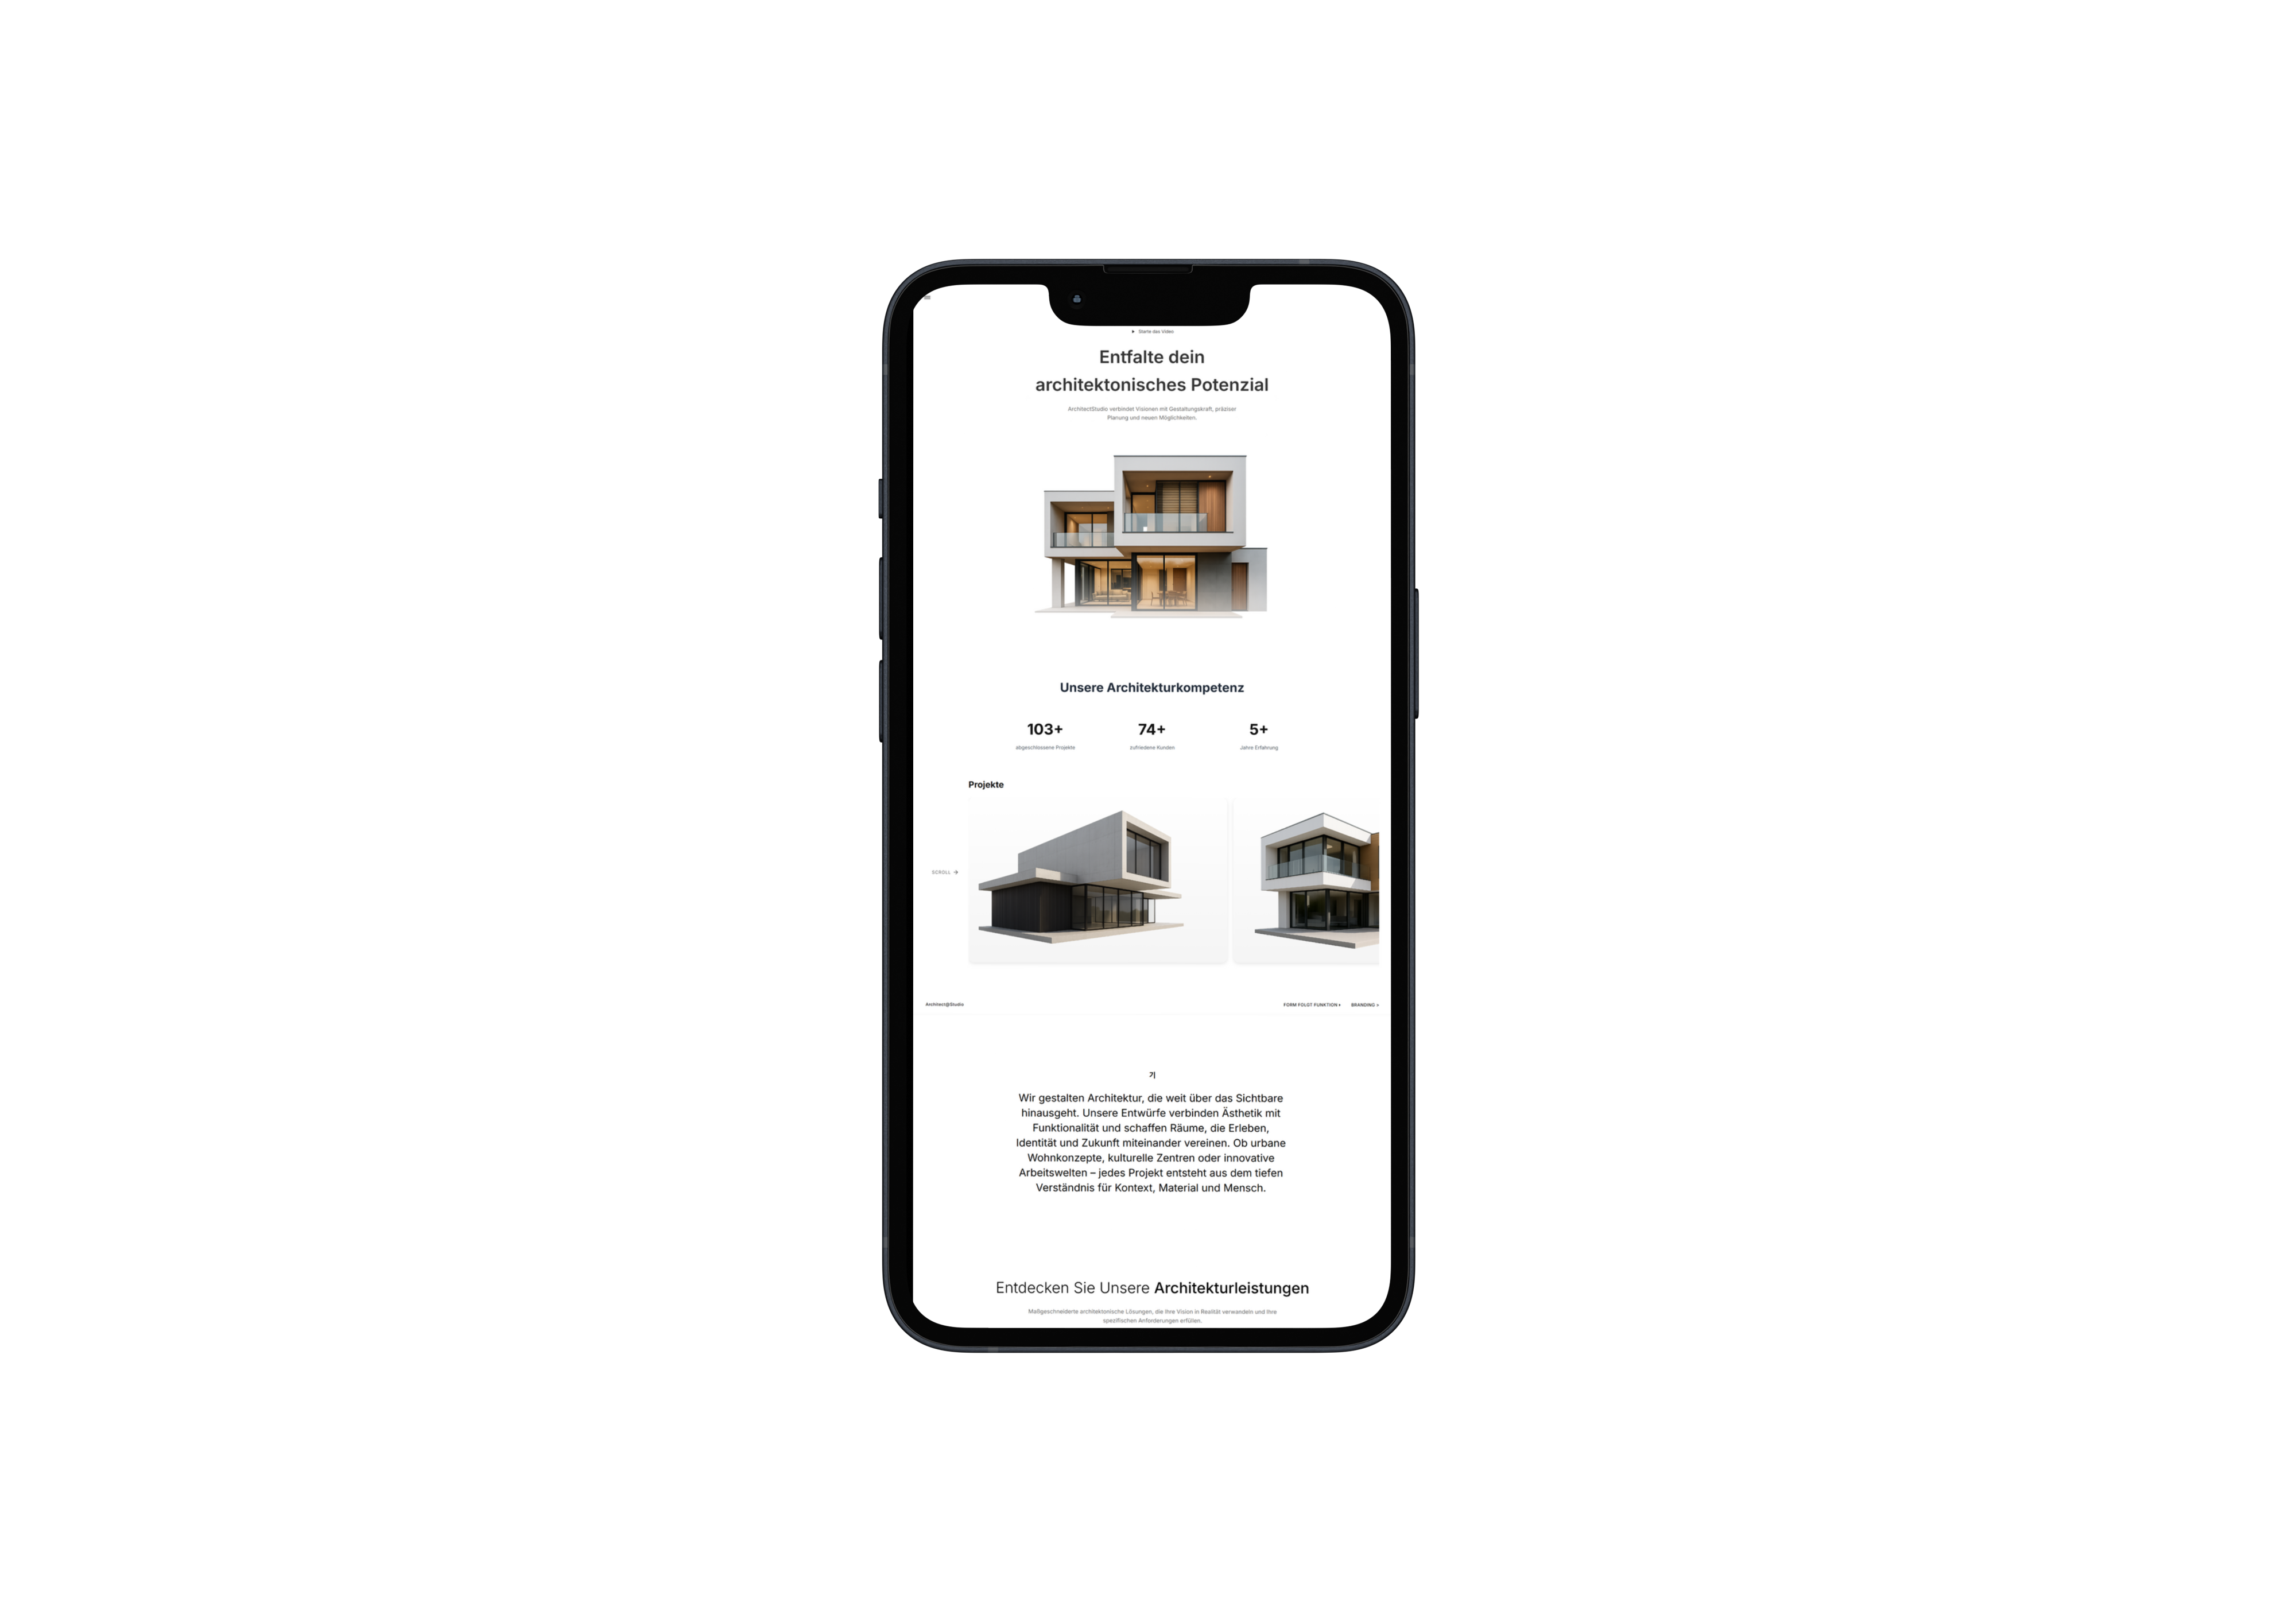 Starte das Video
Entfalte dein
architektonisches Potenzial
ArchitectStudio verbindet Visionen mit Gestaltungskraft, präziser
Planung und neuen Möglichkeiten.
Unsere Architekturkompetenz
103+
abgeschlossene Projekte
74+
zufriedene Kunden
5+
Jahre Erfahrung
Projekte
SCROLL →
Architect@Studio
FORM FOLGT FUNKTION
BRANDING
Wir gestalten Architektur, die weit über das Sichtbare
hinausgeht. Unsere Entwürfe verbinden Ästhetik mit
Funktionalität und schaffen Räume, die Erleben,
Identität und Zukunft miteinander vereinen. Ob urbane
Wohnkonzepte, kulturelle Zentren oder innovative
Arbeitswelten – jedes Projekt entsteht aus dem tiefen
Verständnis für Kontext, Material und Mensch.
Entdecken Sie Unsere Architekturleistungen
Maßgeschneiderte architektonische Lösungen, die Ihre Vision in Realität verwandeln und Ihre
spezifischen Anforderungen erfüllen.